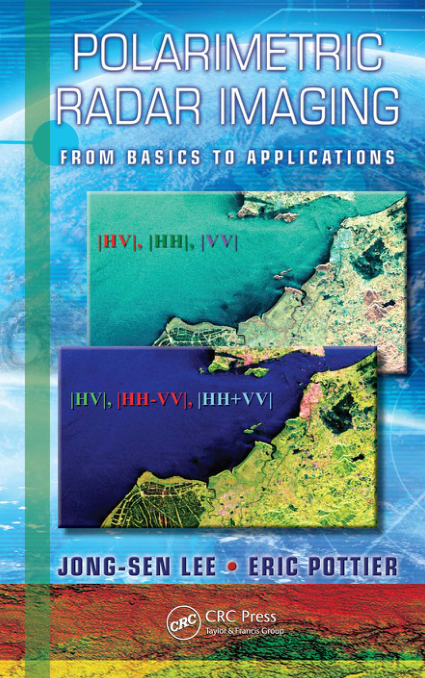 POLARIMETRIC
RADAR IMAGING
FROM BASICS TO APPLICATIONS
|HV|, |HH|, |VV|
|HV|, |HH-VV|, |HH+VV|
JONG-SEN LEE • ERIC POTTIER
CRC
CRC Press
Taylor & Francis Group